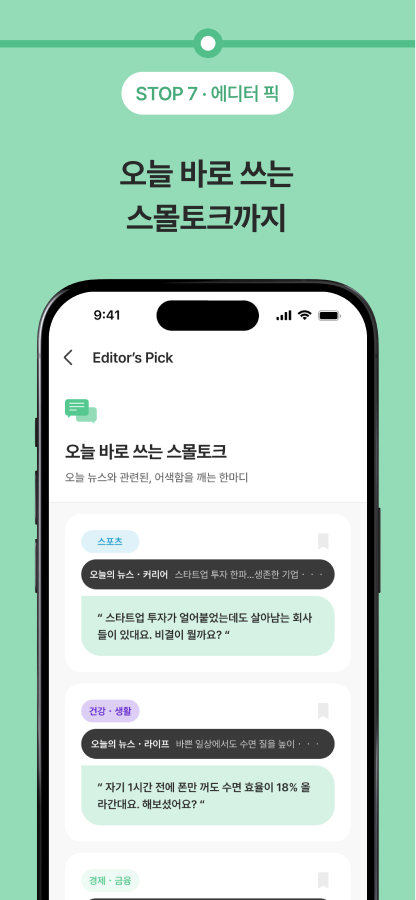 STOP 7 · 에디터 픽
오늘 바로 쓰는
스몰토크까지
9:41
Editor's Pick
오늘 바로 쓰는 스몰토크
오늘 뉴스와 관련된, 어색함을 깨는 한마디
스포츠
오늘의 뉴스 · 커리어 스타트업 투자 한파...생존한 기업 · · ·
“ 스타트업 투자가 얼어붙었는데도 살아남는 회사
들이 있대요. 비결이 뭘까요? “
건강 · 생활
오늘의 뉴스 · 라이프 바쁜 일상에서도 수면 질을 높이 · · ·
“ 자기 1시간 전에 폰만 꺼도 수면 효율이 18% 올
라간대요. 해보셨어요? “
경제 · 금융